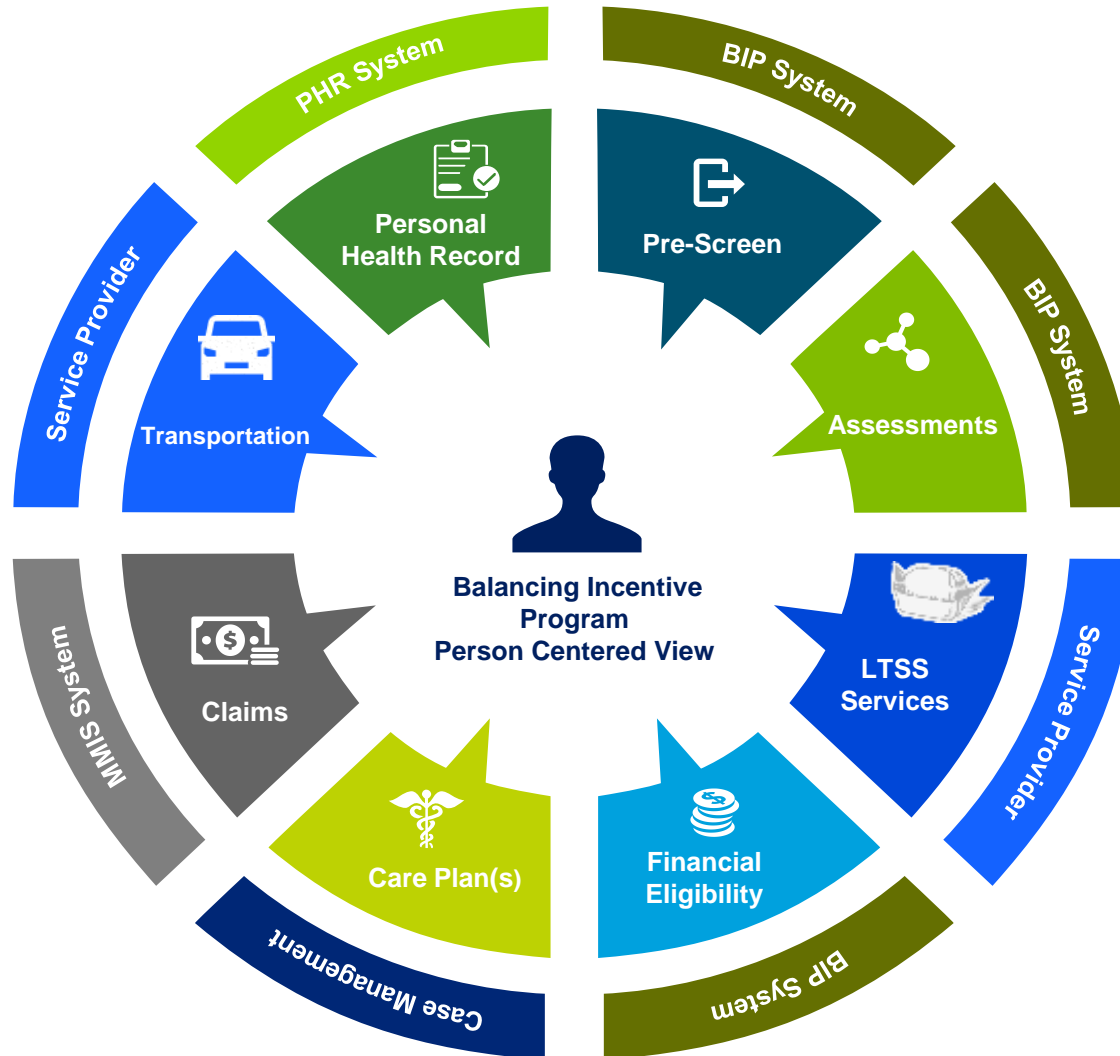 PHR System
BIP System
Personal
Health Record
Pre-Screen
Service Provider
BIP System
Transportation
Assessments
Balancing Incentive
Program
Person Centered View
MMIS System
Claims
LTSS
Services
Service Provider
Care Plan(s)
Financial
Eligibility
Case Management
BIP System